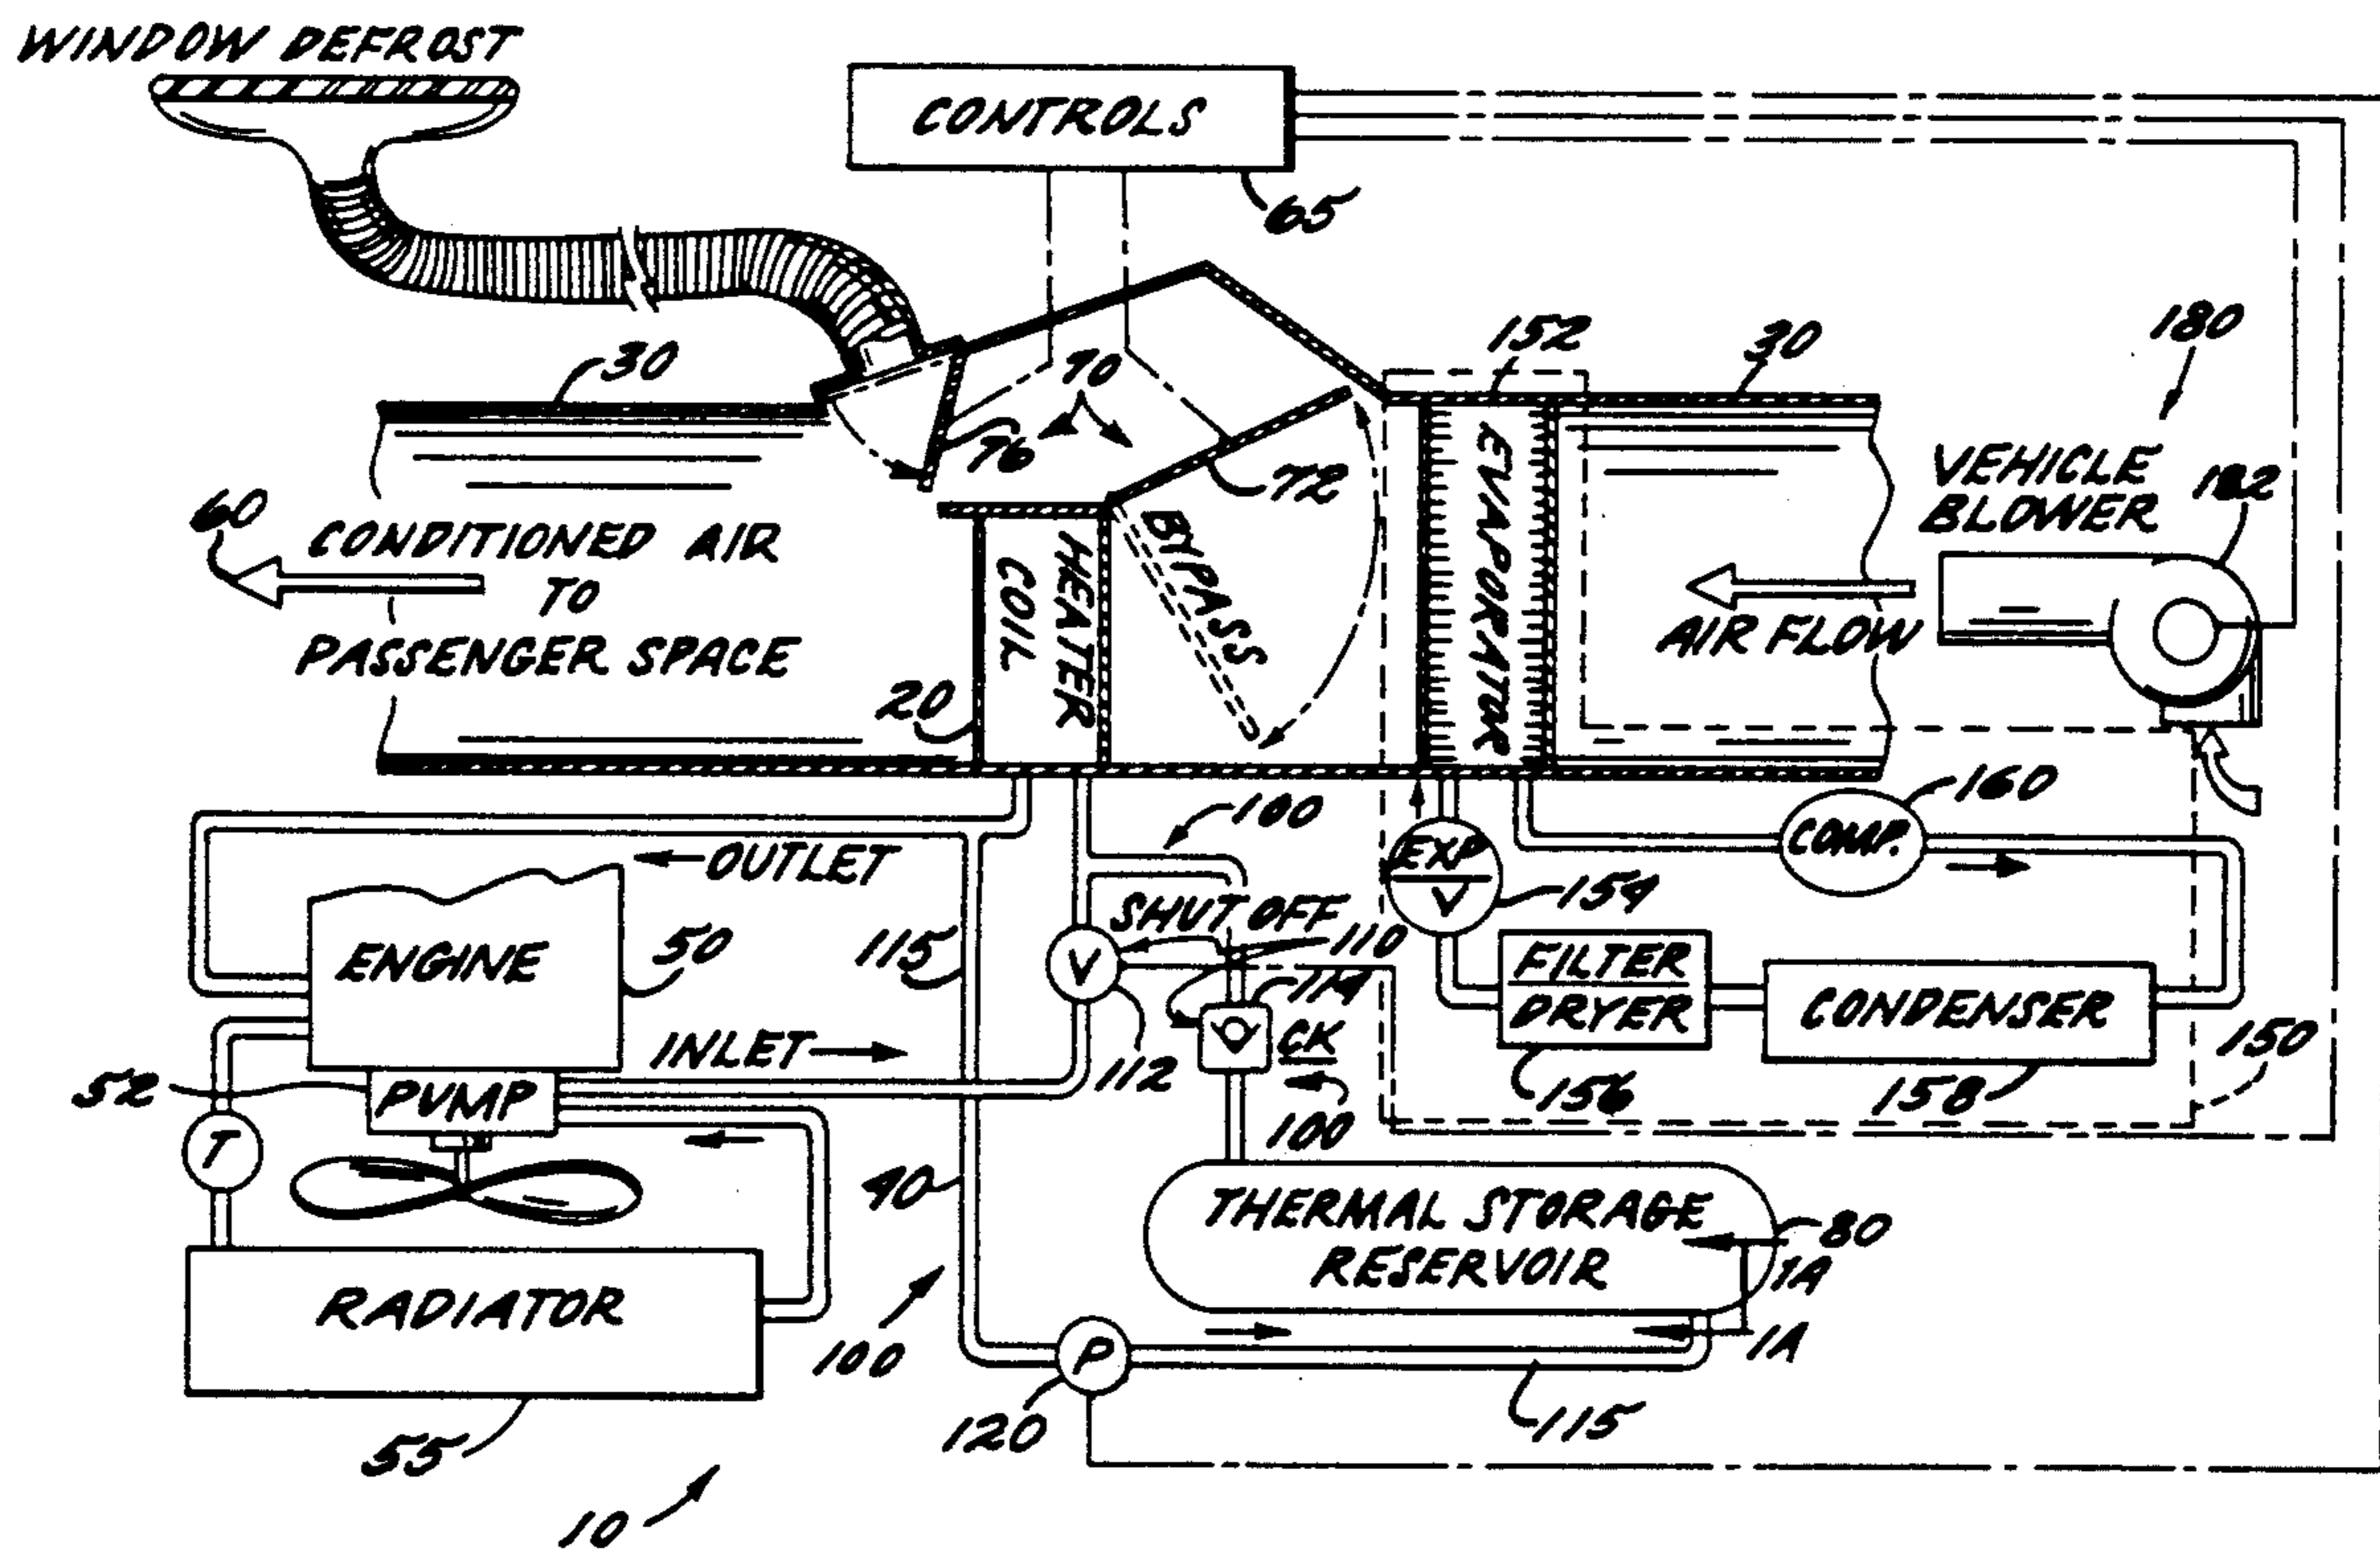 WINDOW DEFROST
CONTROLS
65
180
152
30
30
70
76
72
VEHICLE
BLOWER
182
60
CONDITIONED AIR
TO
PASSENGER SPACE
HEATER
COIL
BYPASS
EVAPORATOR
AIR FLOW
20
160
100
COMP.
OUTLET
EXP
V
154
SHUT OFF
110
115
50
ENGINE
V
114
FILTER
DRYER
CONDENSER
CK
INLET
112
150
52
PUMP
156
158
100
T
40
THERMAL STORAGE
RESERVOIR
80
1A
RADIATOR
1A
100
P
120
115
55
10